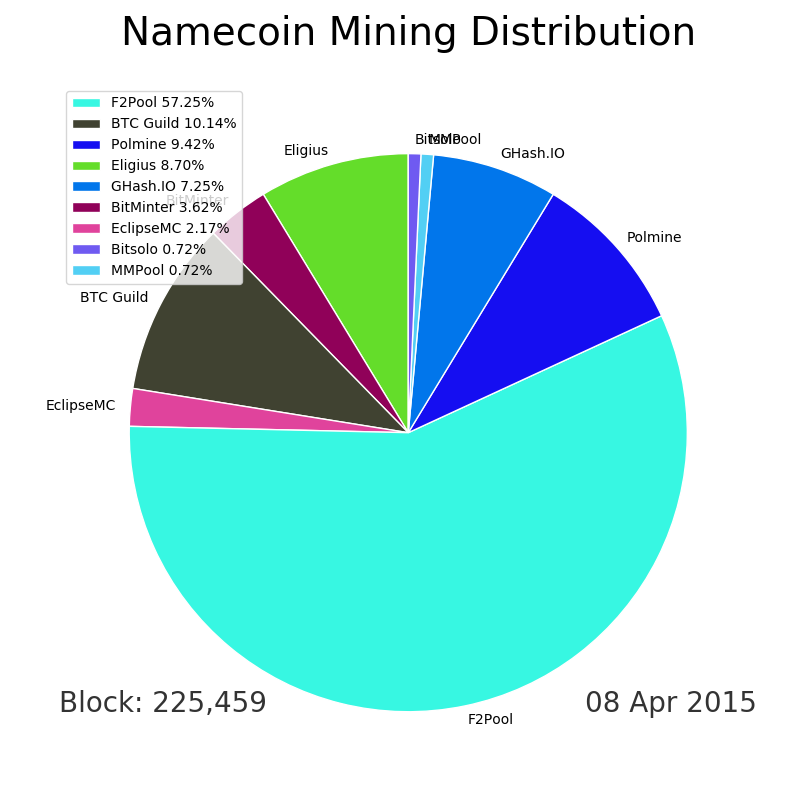 Namecoin Mining Distribution
F2Pool 57.25%
BTC Guild 10.14%
Polmine 9.42%
Eligius 8.70%
GHash.IO 7.25%
BitMinter 3.62%
EclipseMC 2.17%
Bitsolo 0.72%
MMPool 0.72%
Bitsolo
MMPool
Eligius
GHash.IO
BitMinter
Polmine
BTC Guild
EclipseMC
Block: 225,459
08 Apr 2015
F2Pool